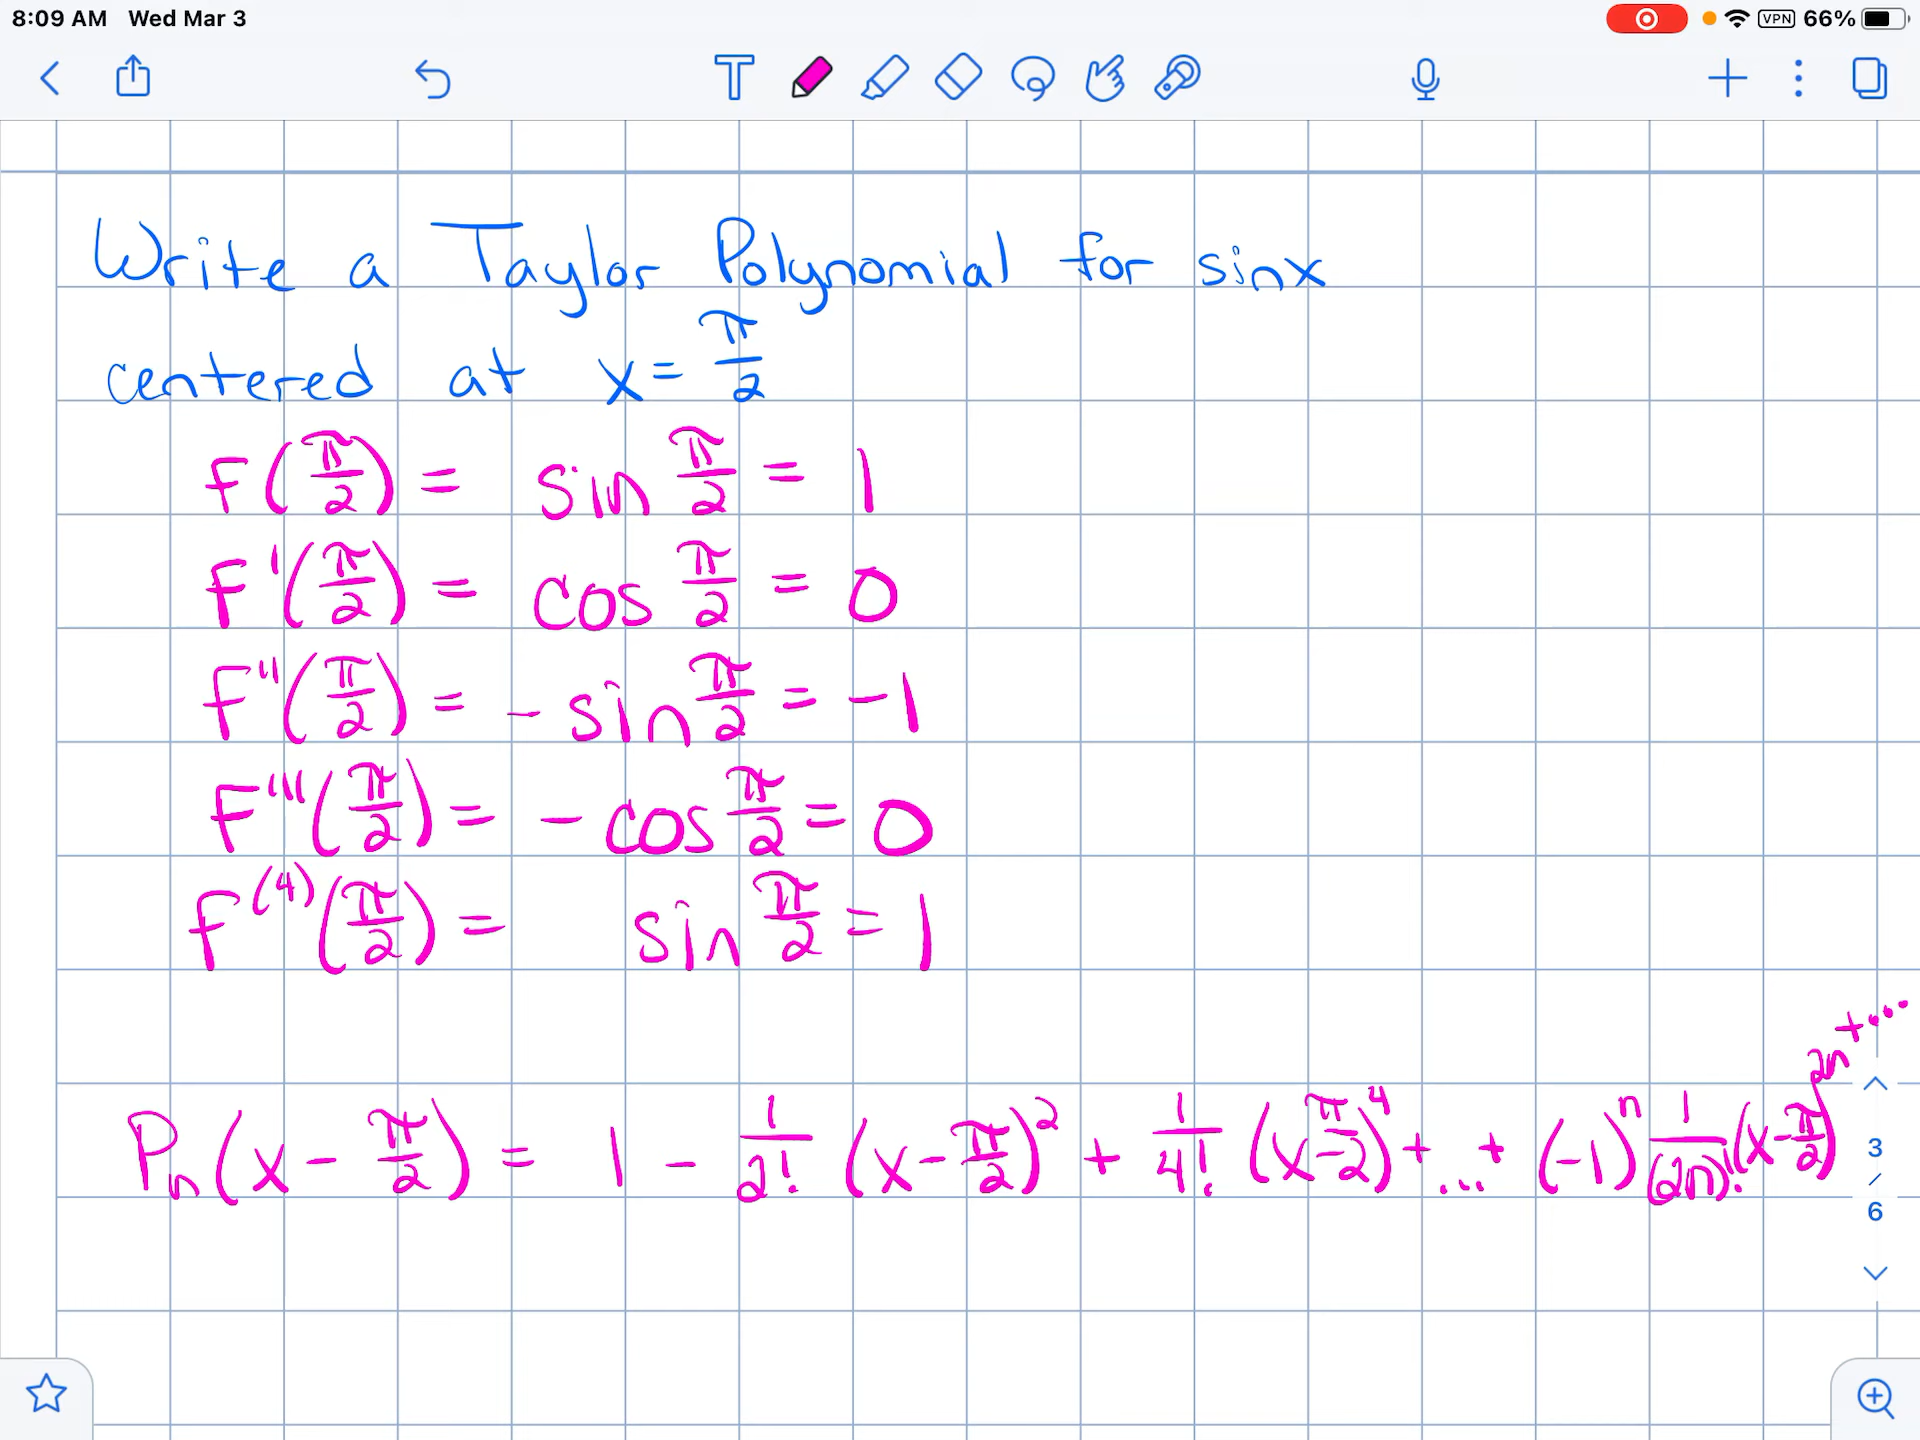 8:09 AM Wed Mar 3
VPN 66%
Write a Taylor Polynomial for sinx
centered at x = π/2
F(π/2) = sin π/2 = 1
F'(π/2) = cos π/2 = 0
F''(π/2) = - sin π/2 = -1
F'''(π/2) = - cos π/2 = 0
F^(4)(π/2) = sin π/2 = 1
Pₙ(x - π/2) = 1 - 1/2! (x - π/2)² + 1/4! (x - π/2)⁴ + ... + (-1)ⁿ 1/(2n)! (x - π/2)²ⁿ + ...
3
/
6